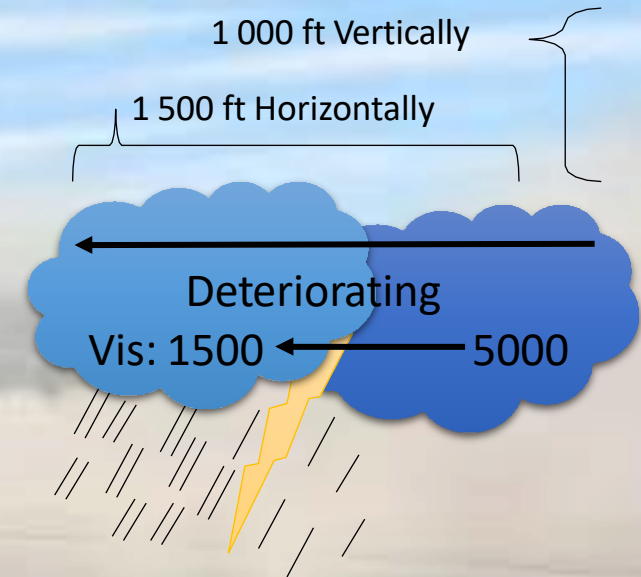 1 000 ft Vertically
1 500 ft Horizontally
Deteriorating
Vis: 1500 5000